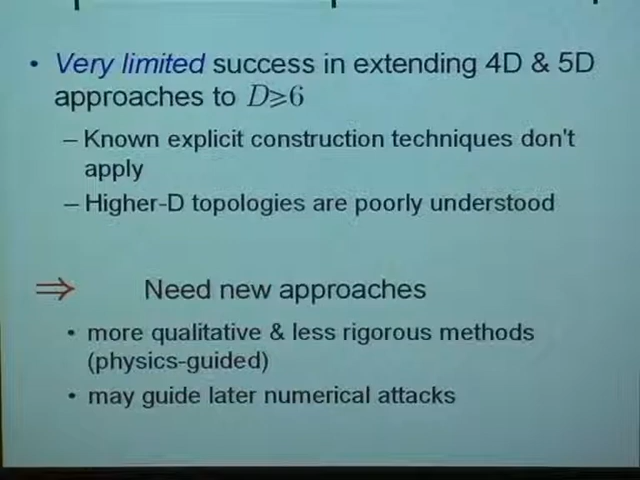 • Very limited success in extending 4D & 5D
approaches to D⩾6
– Known explicit construction techniques don't
apply
– Higher-D topologies are poorly understood
⇒ Need new approaches
• more qualitative & less rigorous methods
(physics-guided)
• may guide later numerical attacks